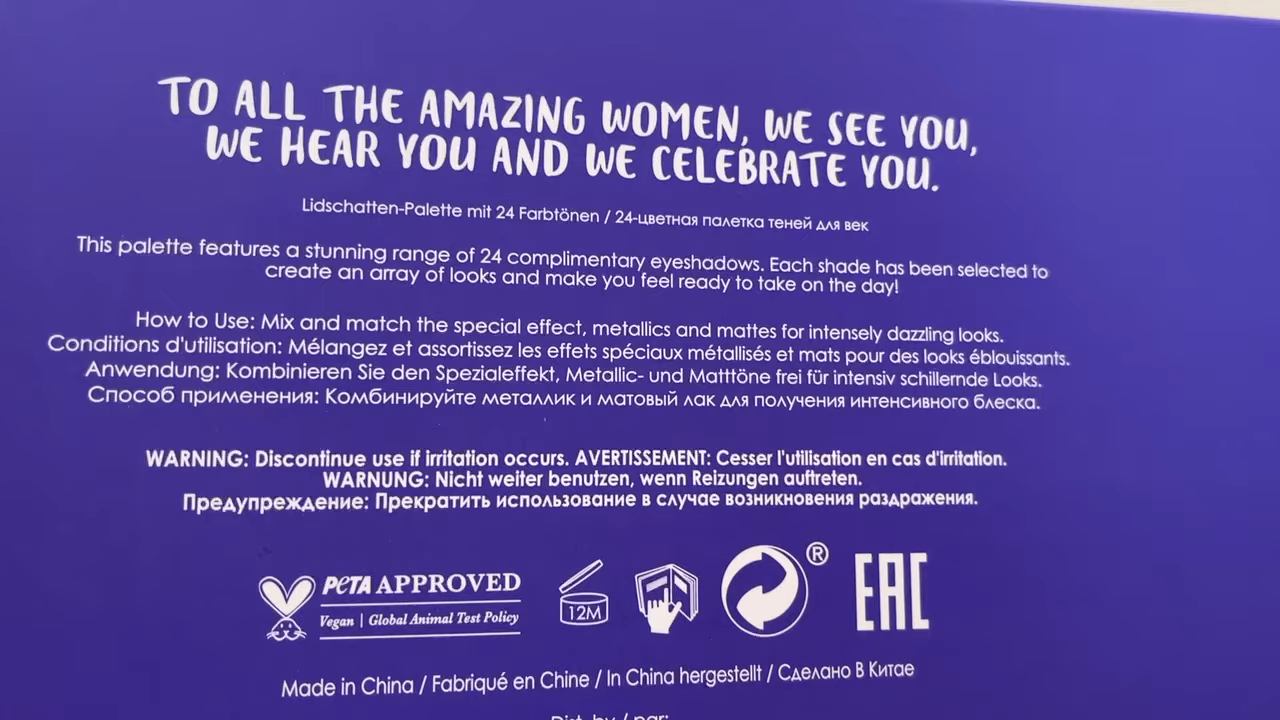 TO ALL THE AMAZING WOMEN, WE SEE YOU,
WE HEAR YOU AND WE CELEBRATE YOU.
Lidschatten-Palette mit 24 Farbtönen / 24-цветная палетка теней для век
This palette features a stunning range of 24 complimentary eyeshadows. Each shade has been selected to
create an array of looks and make you feel ready to take on the day!
How to Use: Mix and match the special effect, metallics and mattes for intensely dazzling looks.
Conditions d'utilisation: Mélangez et assortissez les effets spéciaux métallisés et mats pour des looks éblouissants.
Anwendung: Kombinieren Sie den Spezialeffekt, Metallic- und Matttöne frei für intensiv schillernde Looks.
Способ применения: Комбинируйте металлик и матовый лак для получения интенсивного блеска.
WARNING: Discontinue use if irritation occurs. AVERTISSEMENT: Cesser l'utilisation en cas d'irritation.
WARNUNG: Nicht weiter benutzen, wenn Reizungen auftreten.
Предупреждение: Прекратить использование в случае возникновения раздражения.
PETA APPROVED
Vegan | Global Animal Test Policy
12M
®
EAC
Made in China / Fabriqué en Chine / In China hergestellt / Сделано В Китае
Dist. by / par: